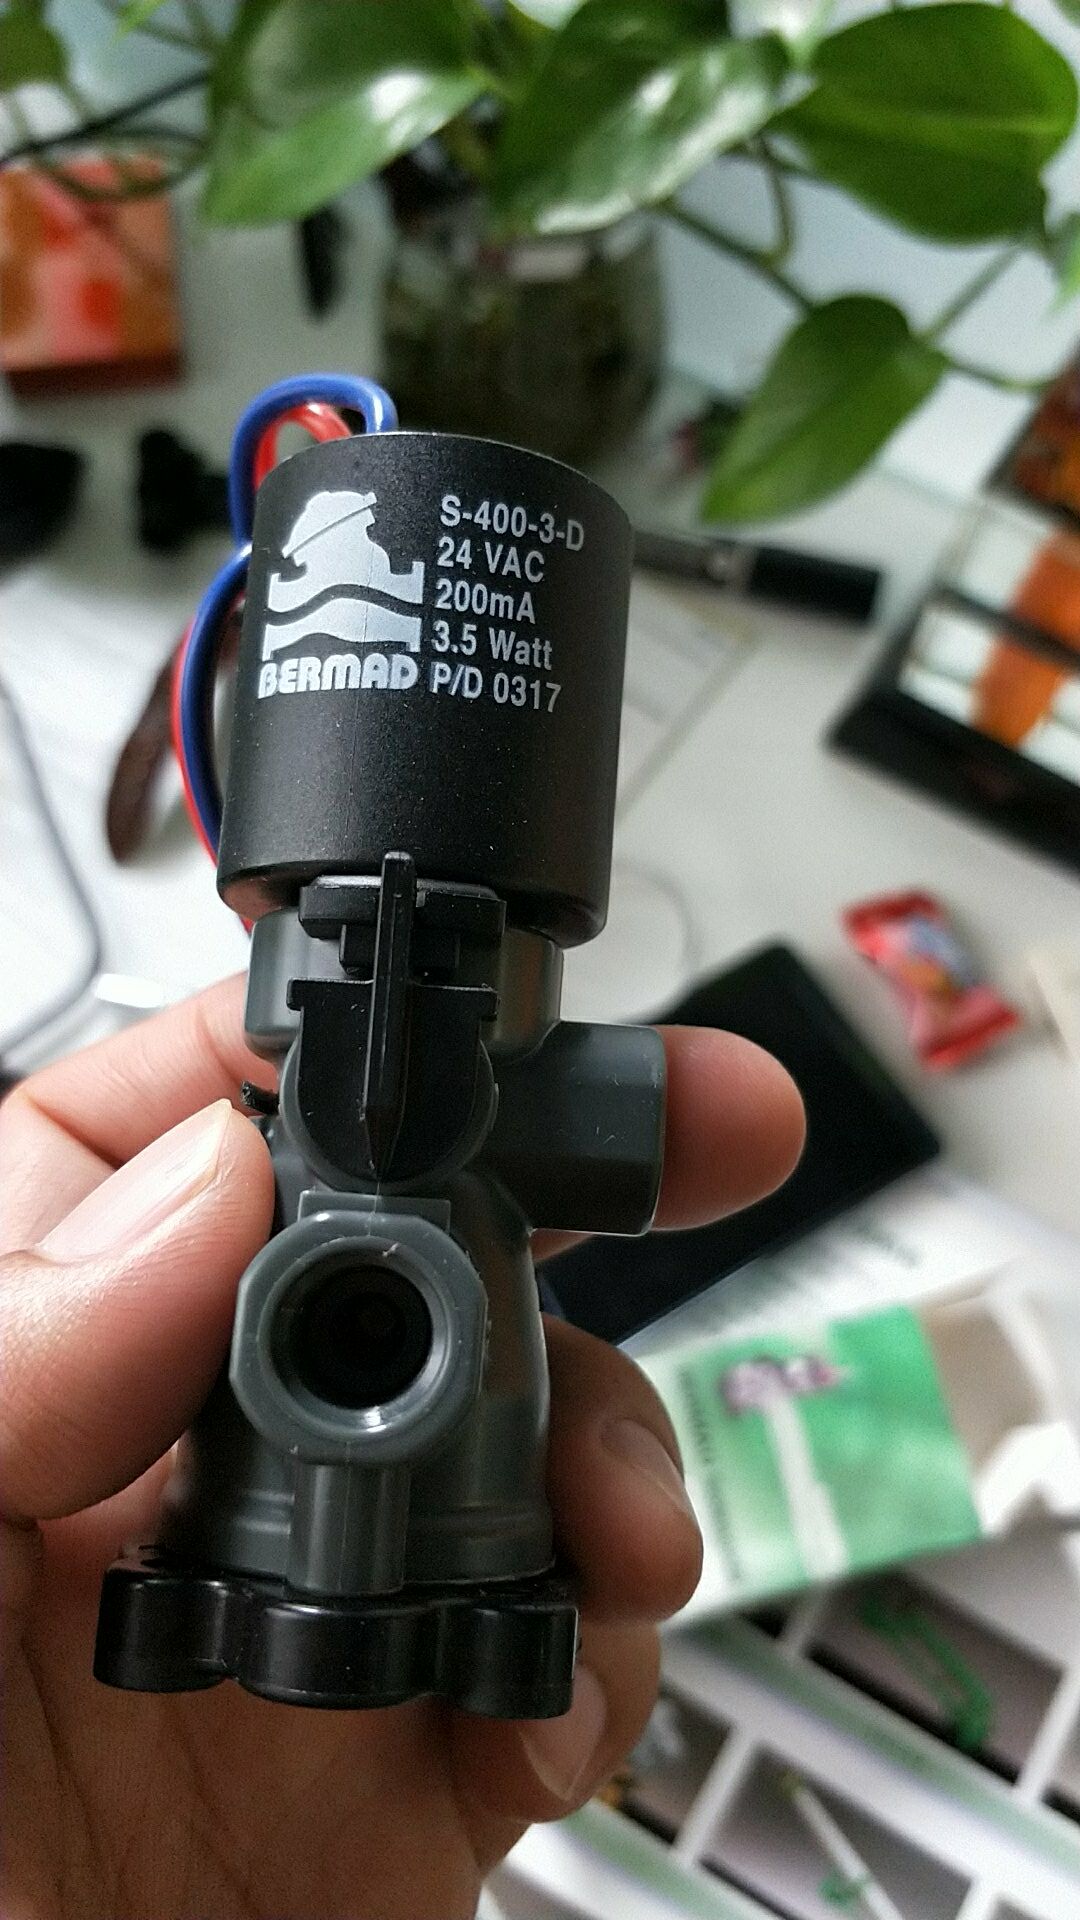 S-400-3-D
24 VAC
200mA
3.5 Watt
BERMAD P/D 0317